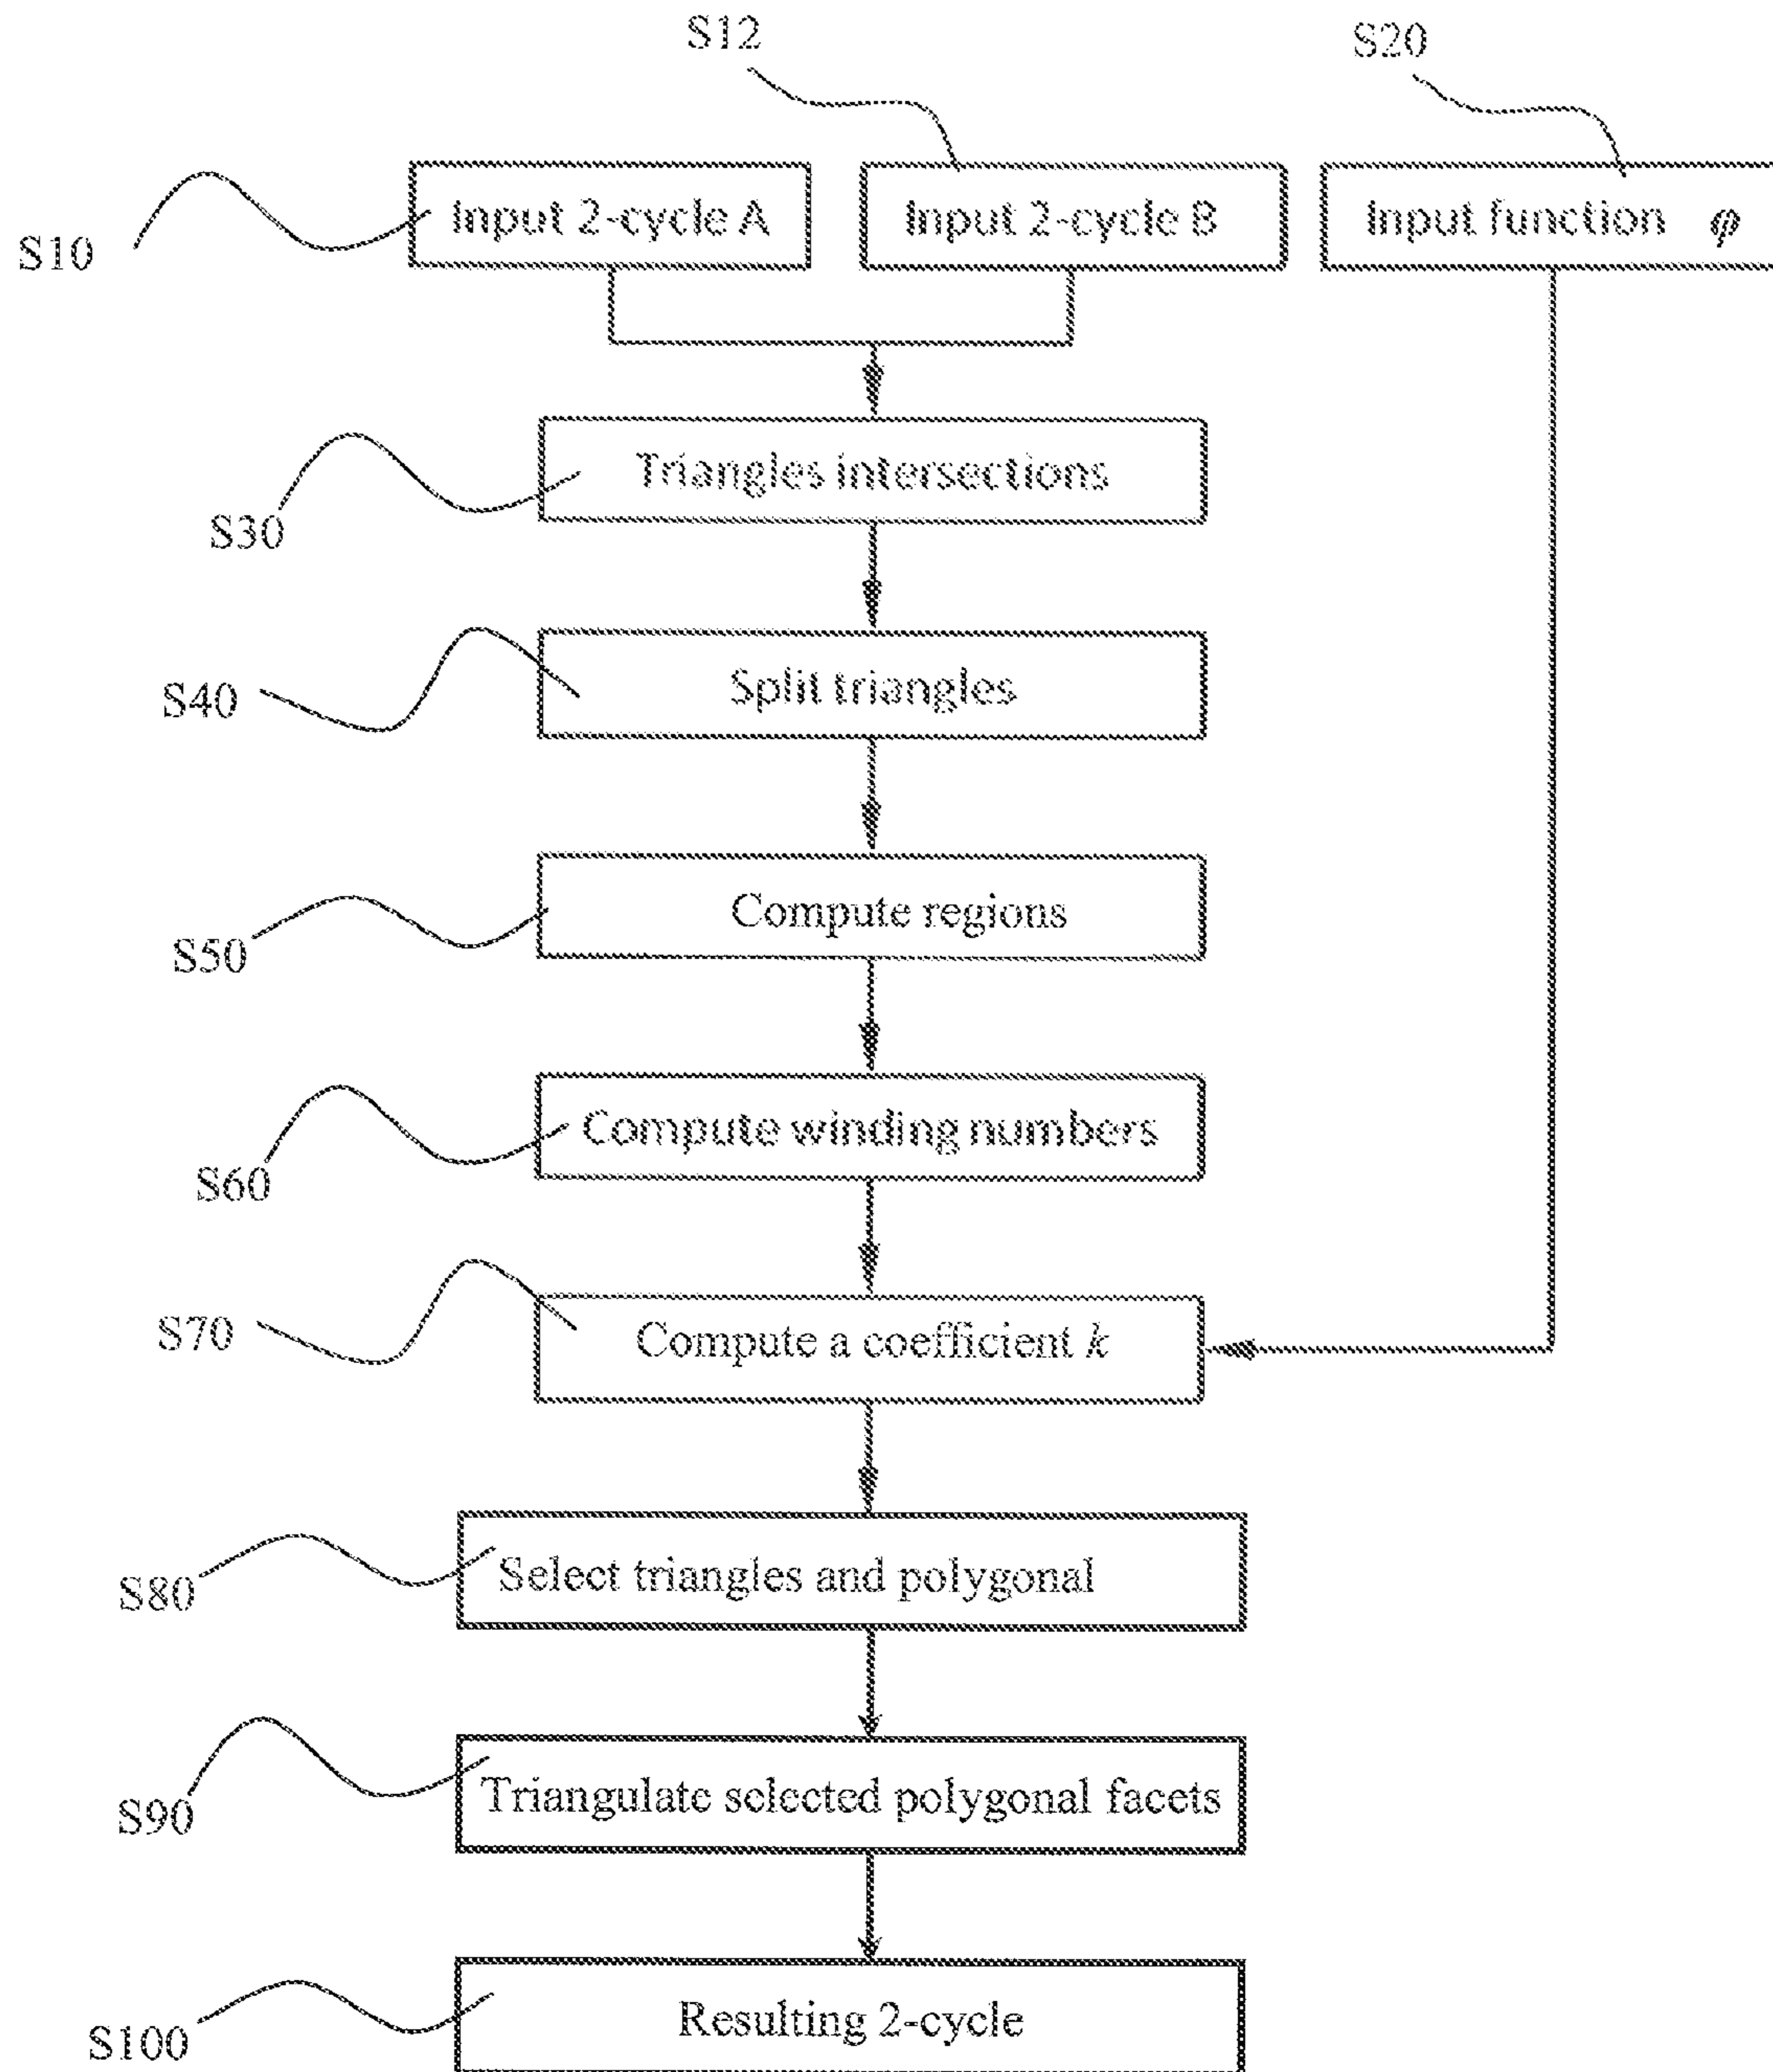 S12
S20
Input 2-cycle A
Input 2-cycle B
Input function φ
S10
Triangles intersections
S30
Split triangles
S40
Compute regions
S50
Compute winding numbers
S60
Compute a coefficient k
S70
Select triangles and polygonal
S80
Triangulate selected polygonal facets
S90
Resulting 2-cycle
S100